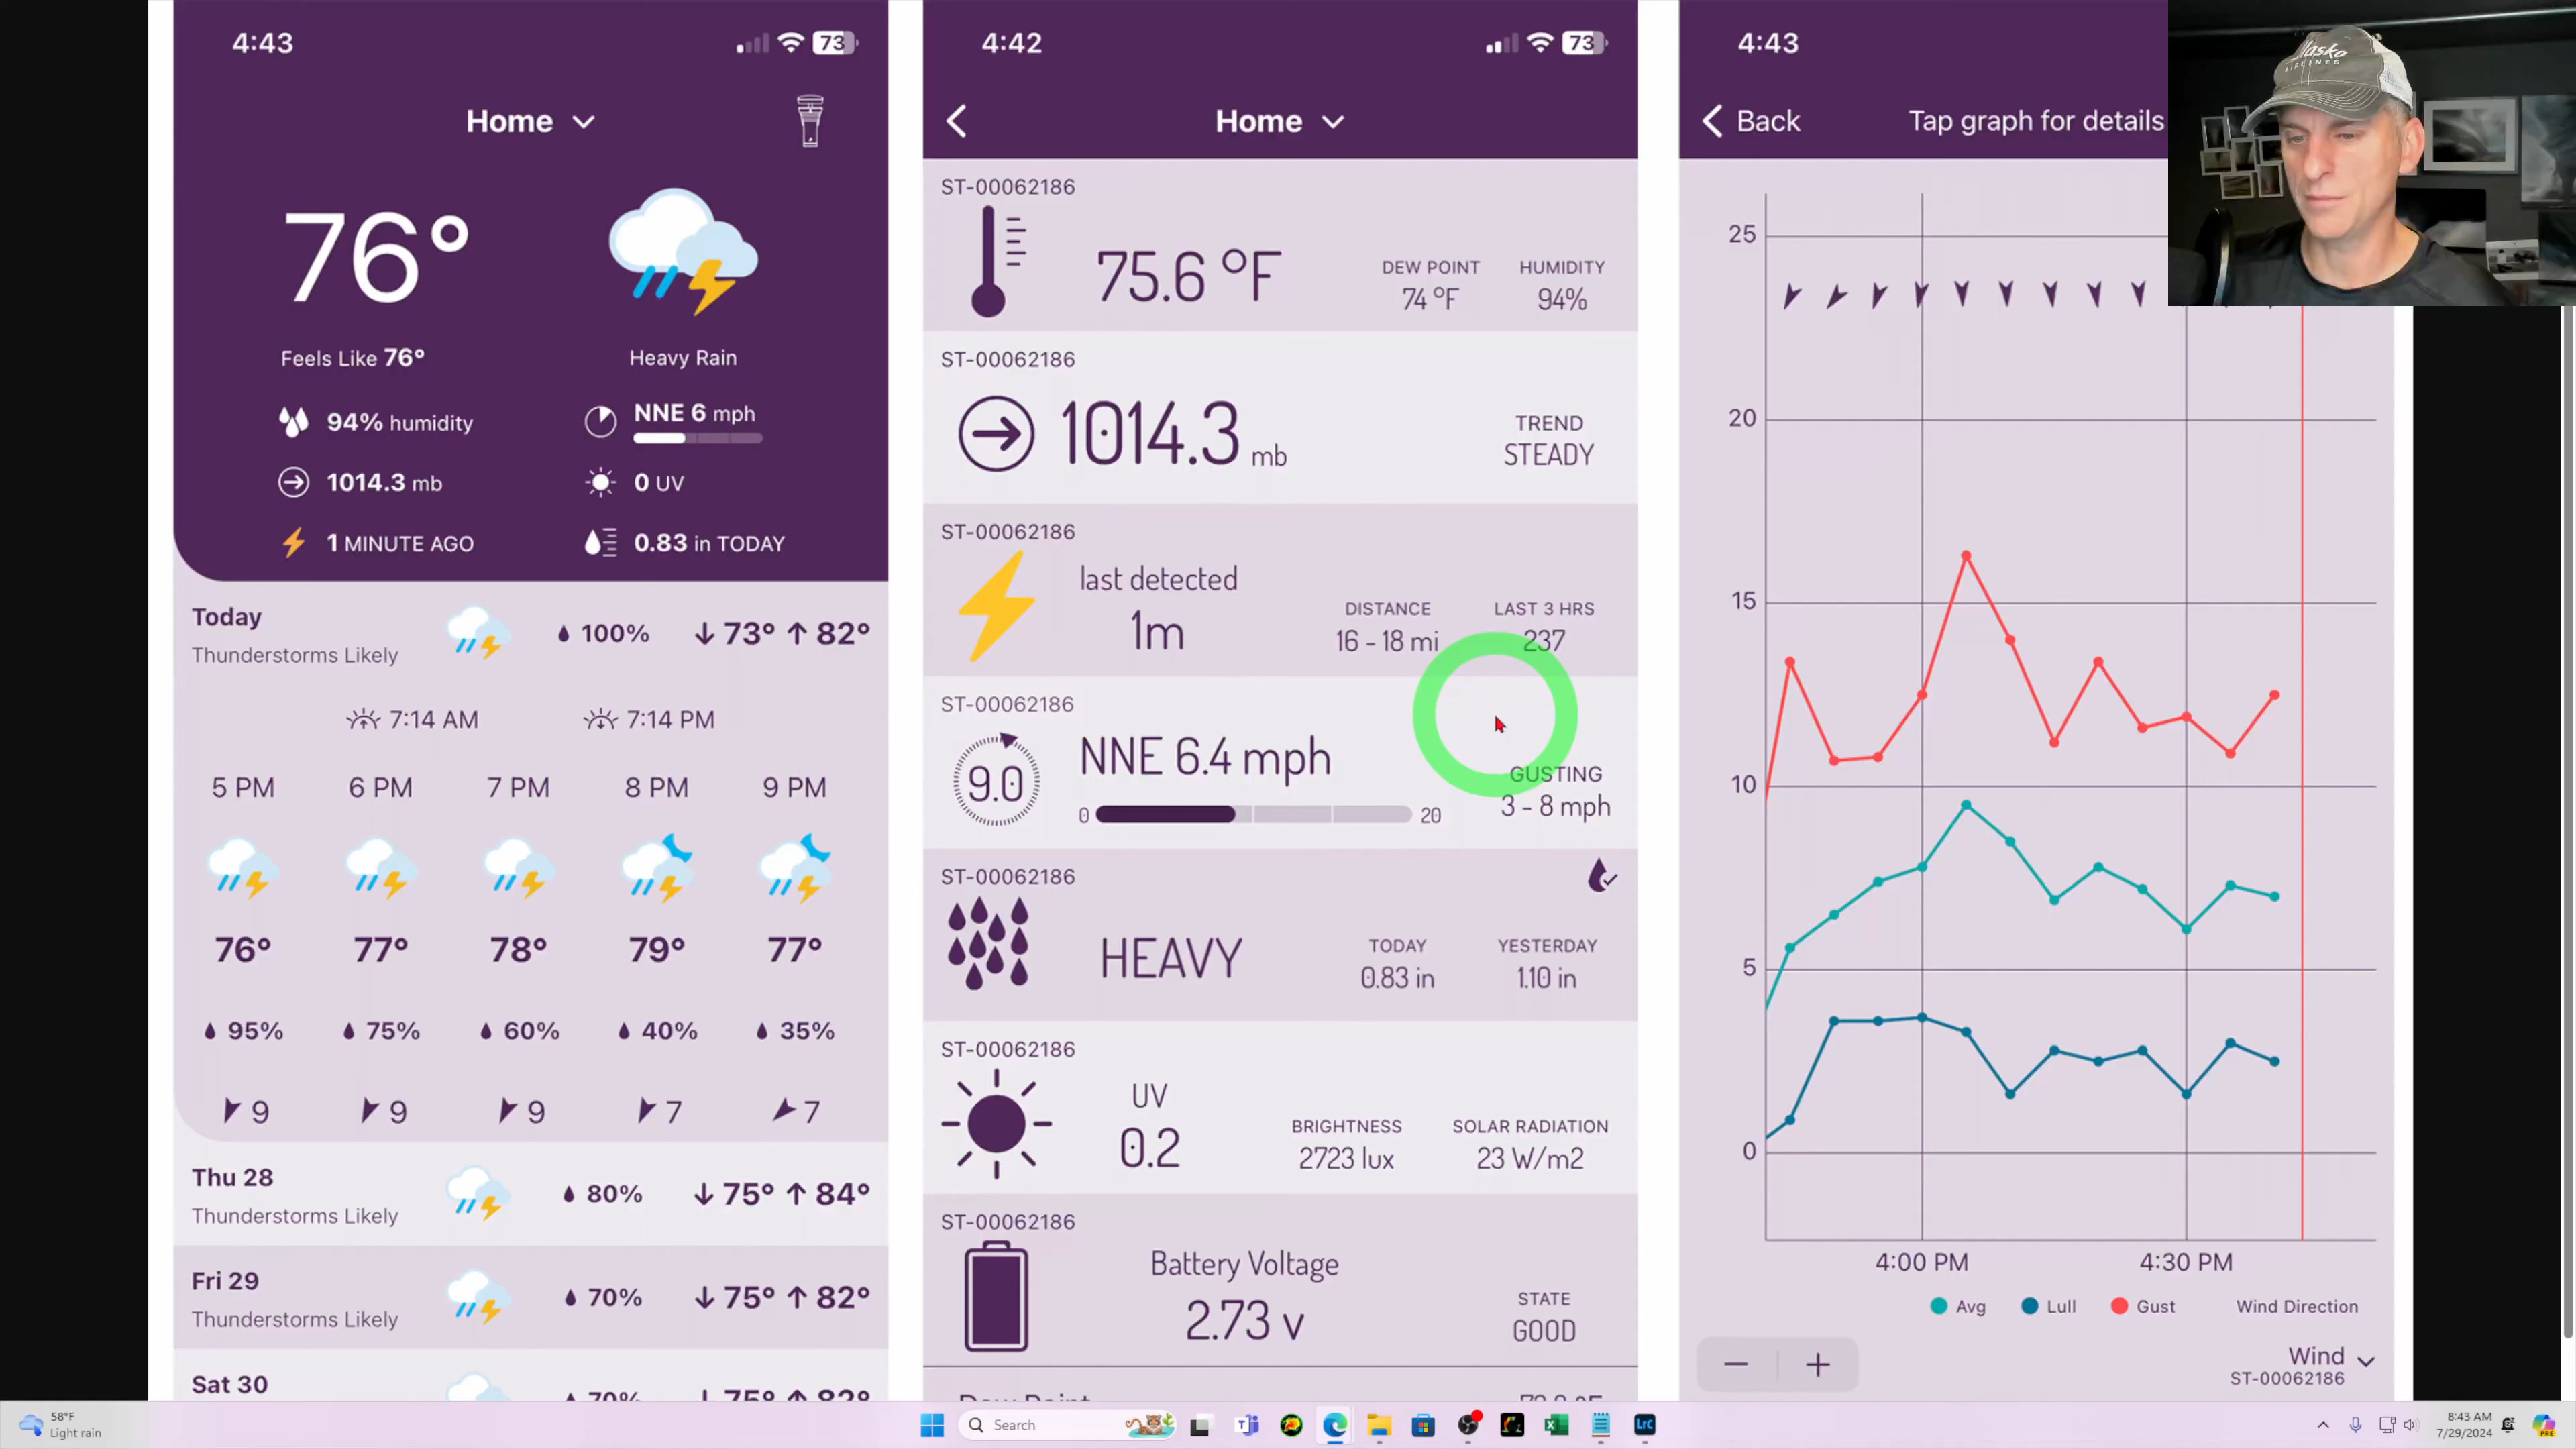 4:43
73
Home
76°
Feels Like 76°
Heavy Rain
94% humidity
NNE 6 mph
1014.3 mb
0 UV
1 MINUTE AGO
0.83 in TODAY
Today
Thunderstorms Likely
100%
73° 82°
7:14 AM
7:14 PM
5 PM 6 PM 7 PM 8 PM 9 PM
76° 77° 78° 79° 77°
95% 75% 60% 40% 35%
9 9 9 7 7
Thu 28
Thunderstorms Likely
80%
75° 84°
Fri 29
Thunderstorms Likely
70%
75° 82°
Sat 30
70%
75° 82°
4:42
73
Home
ST-00062186
75.6 °F
DEW POINT
74 °F
HUMIDITY
94%
ST-00062186
1014.3 mb
TREND
STEADY
ST-00062186
last detected
1m
DISTANCE
16 - 18 mi
LAST 3 HRS
237
ST-00062186
9.0
NNE 6.4 mph
0 20
GUSTING
3 - 8 mph
ST-00062186
HEAVY
TODAY
0.83 in
YESTERDAY
1.10 in
ST-00062186
UV
0.2
BRIGHTNESS
2723 lux
SOLAR RADIATION
23 W/m2
ST-00062186
Battery Voltage
2.73 v
STATE
GOOD
Dew Point
4:43
Back
Tap graph for details
25
20
15
10
5
0
4:00 PM 4:30 PM
Avg Lull Gust Wind Direction
Wind
ST-00062186
Alaska
AIRLINES
58°F
Light rain
Search
Lrc
8:43 AM
7/29/2024
PRE